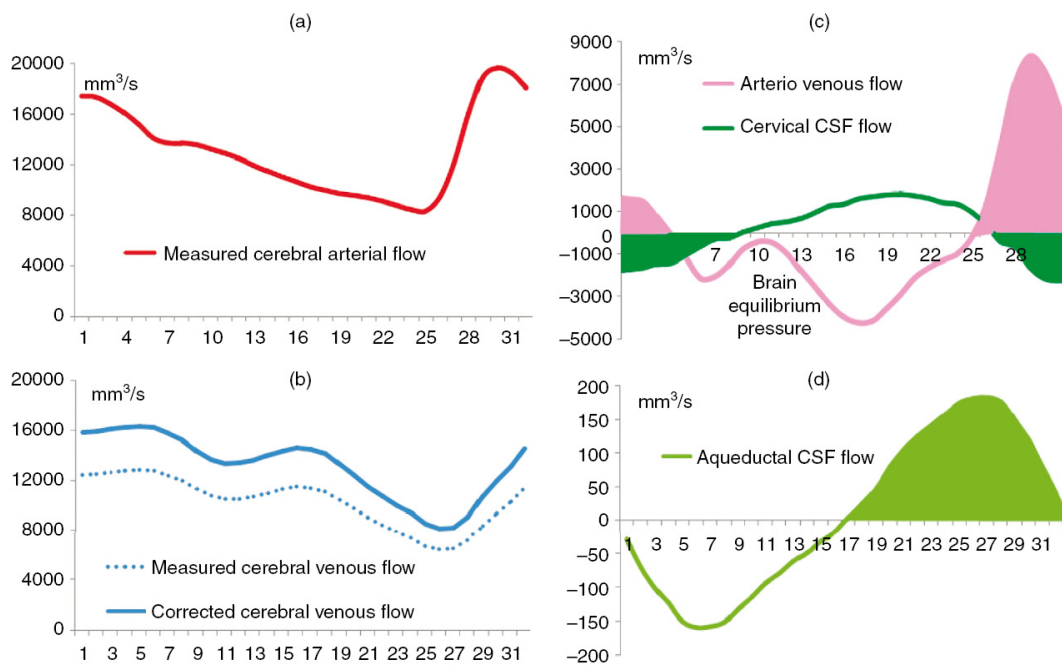 (a)
20000
mm³/s
16000
12000
8000
4000
0
Measured cerebral arterial flow
1 4 7 10 13 16 19 22 25 28 31
(b)
20000
mm³/s
16000
12000
8000
4000
0
Measured cerebral venous flow
Corrected cerebral venous flow
1 3 5 7 9 11 13 15 17 19 21 23 25 27 29 31
(c)
9000
mm³/s
7000
5000
3000
1000
0
−1000
−3000
−5000
Arterio venous flow
Cervical CSF flow
7 10 13 16 19 22 25 28
Brain
equilibrium
pressure
(d)
200
mm³/s
150
100
50
0
−50
−100
−150
−200
Aqueductal CSF flow
1 3 5 7 9 11 13 15 17 19 21 23 25 27 29 31